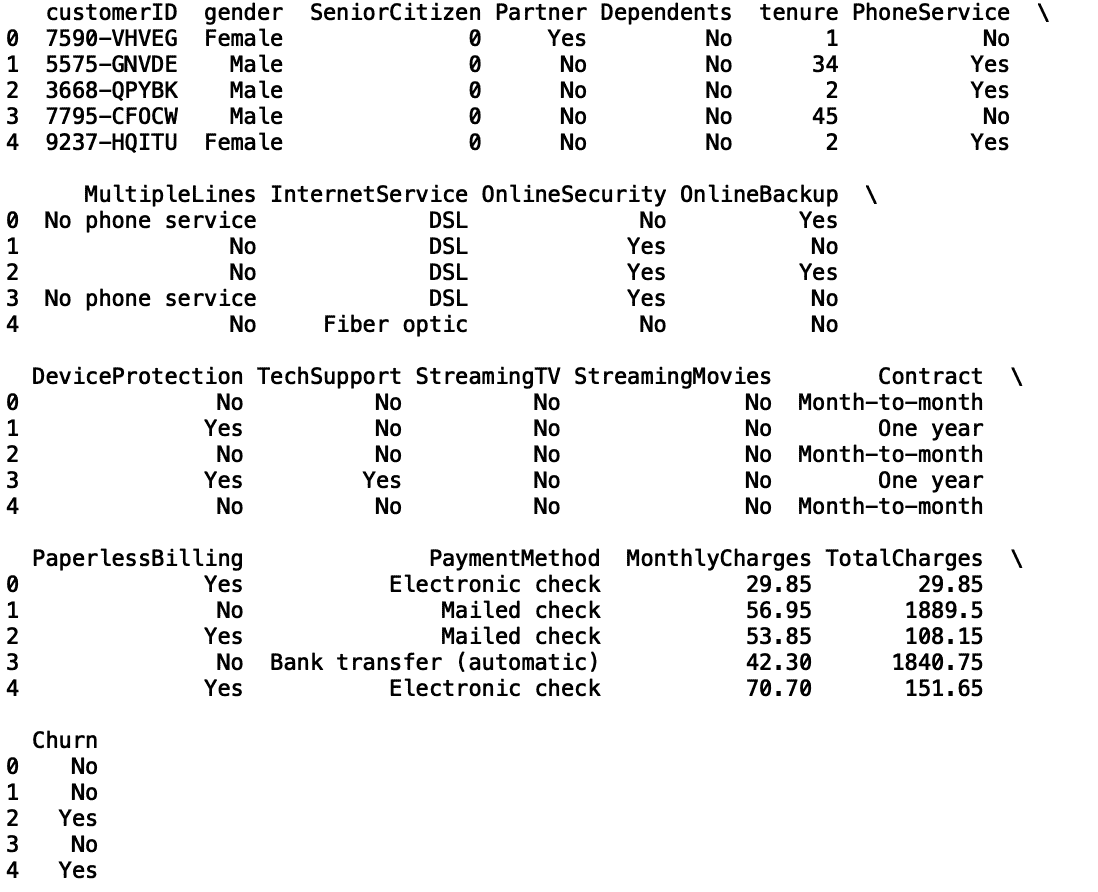 customerID  gender  SeniorCitizen Partner Dependents  tenure PhoneService  \
0  7590-VHVEG  Female              0     Yes         No       1           No
1  5575-GNVDE    Male              0      No         No      34          Yes
2  3668-QPYBK    Male              0      No         No       2          Yes
3  7795-CFOCW    Male              0      No         No      45           No
4  9237-HQITU  Female              0      No         No       2          Yes

      MultipleLines InternetService OnlineSecurity OnlineBackup  \
0  No phone service             DSL             No          Yes
1                No             DSL            Yes           No
2                No             DSL            Yes          Yes
3  No phone service             DSL            Yes           No
4                No     Fiber optic             No           No

  DeviceProtection TechSupport StreamingTV StreamingMovies        Contract  \
0               No          No          No              No  Month-to-month
1              Yes          No          No              No        One year
2               No          No          No              No  Month-to-month
3              Yes         Yes          No              No        One year
4               No          No          No              No  Month-to-month

  PaperlessBilling              PaymentMethod  MonthlyCharges TotalCharges  \
0              Yes           Electronic check           29.85        29.85
1               No               Mailed check           56.95       1889.5
2              Yes               Mailed check           53.85       108.15
3               No  Bank transfer (automatic)           42.30      1840.75
4              Yes           Electronic check           70.70       151.65

  Churn
0    No
1    No
2   Yes
3    No
4   Yes